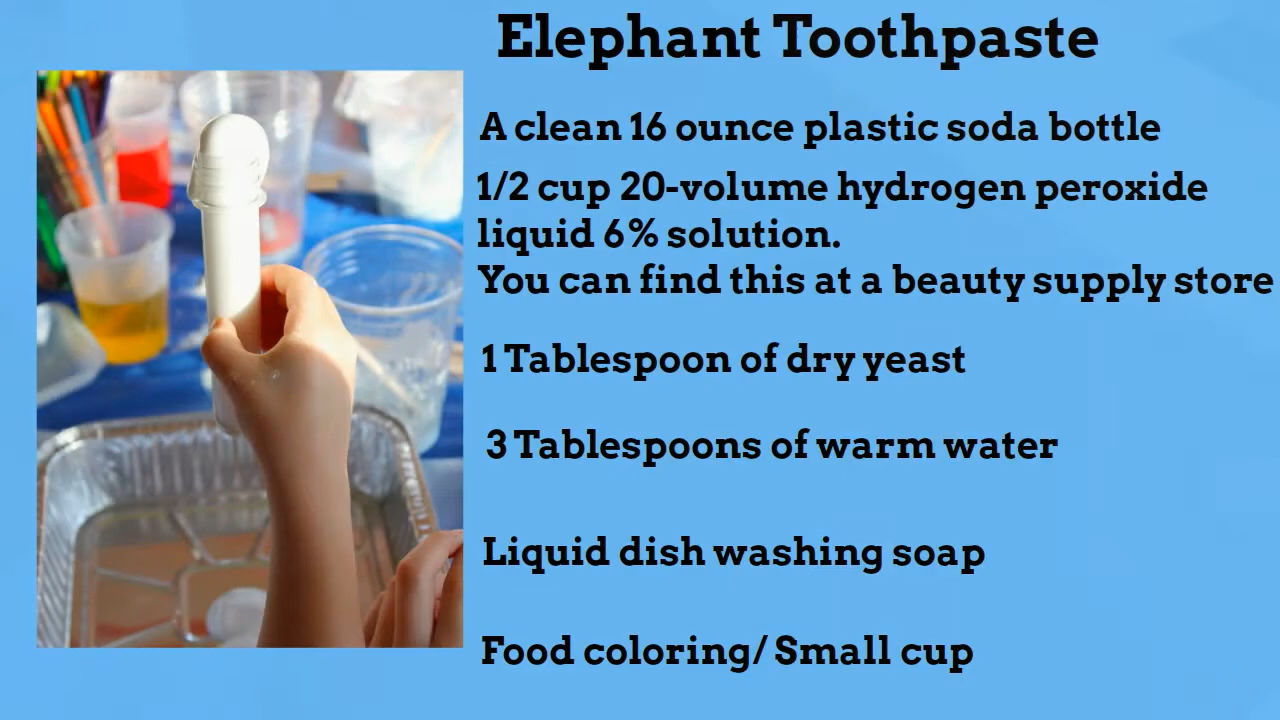 Elephant Toothpaste
A clean 16 ounce plastic soda bottle
1/2 cup 20-volume hydrogen peroxide
liquid 6% solution.
You can find this at a beauty supply store
1 Tablespoon of dry yeast
3 Tablespoons of warm water
Liquid dish washing soap
Food coloring/ Small cup